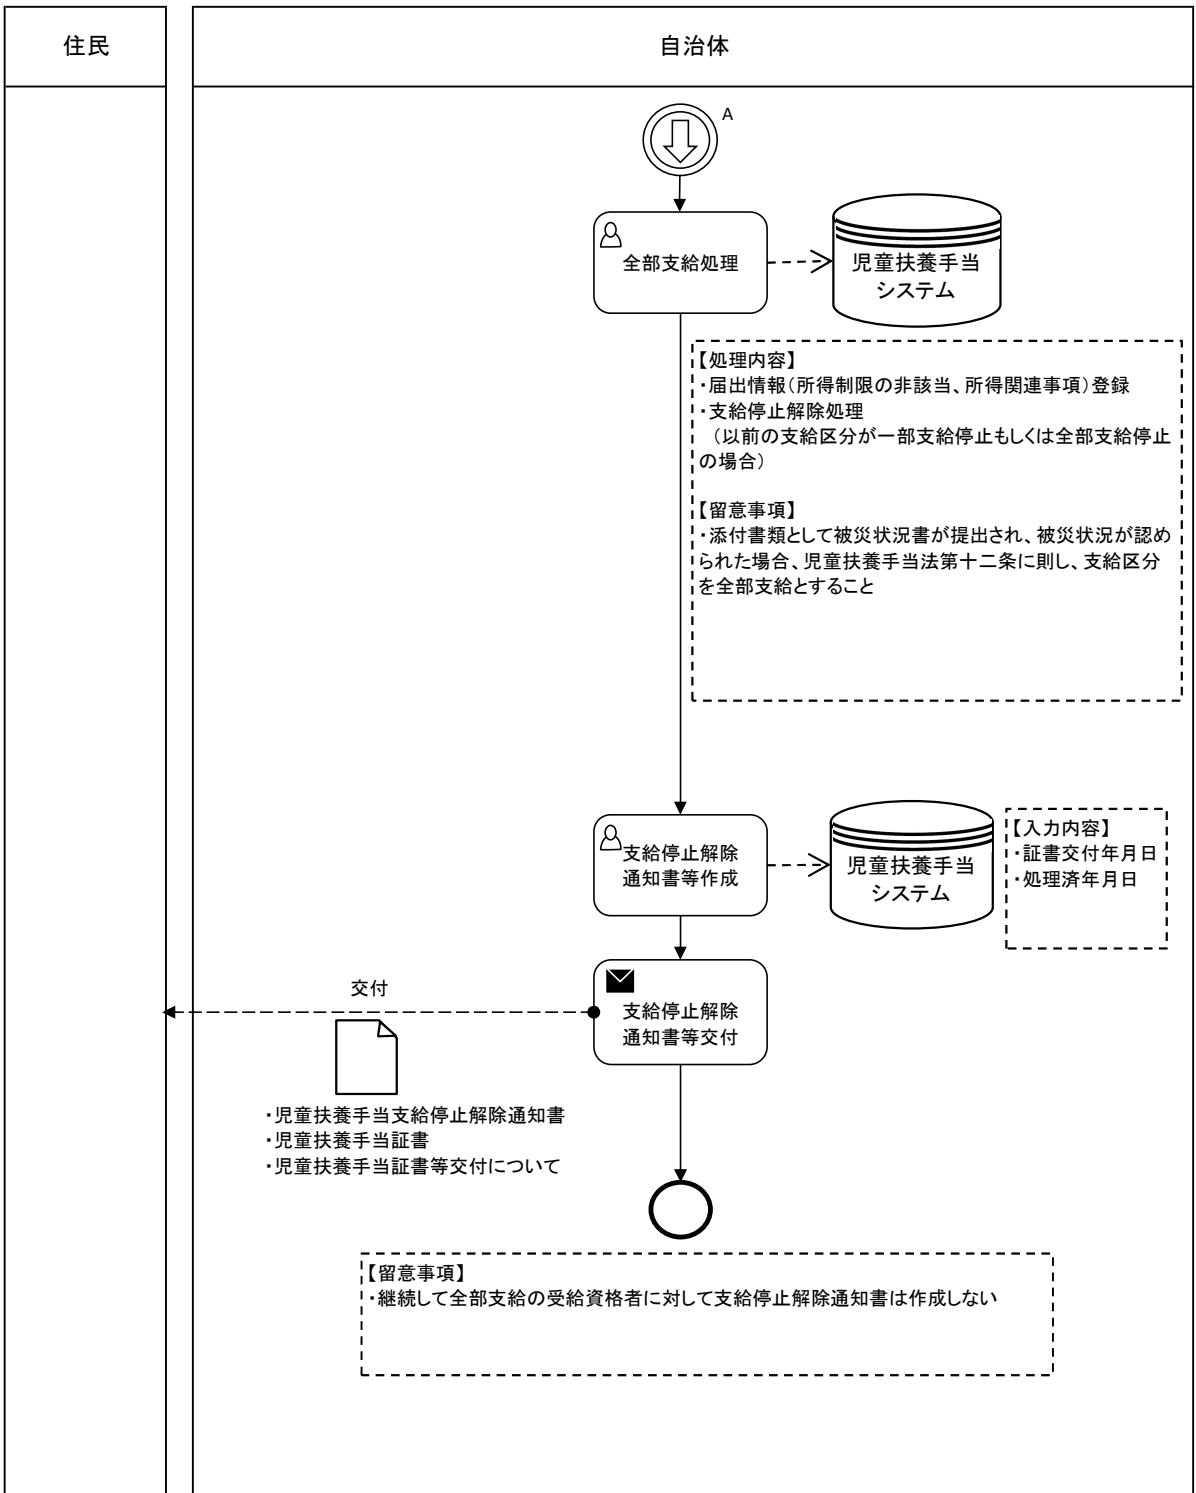 住民
自治体
A
全部支給処理
児童扶養手当
システム
【処理内容】
・届出情報（所得制限の非該当、所得関連事項）登録
・支給停止解除処理
（以前の支給区分が一部支給停止もしくは全部支給停止
の場合）
【留意事項】
・添付書類として被災状況書が提出され、被災状況が認め
られた場合、児童扶養手当法第十二条に則し、支給区分
を全部支給とすること
支給停止解除
通知書等作成
児童扶養手当
システム
【入力内容】
・証書交付年月日
・処理済年月日
交付
支給停止解除
通知書等交付
・児童扶養手当支給停止解除通知書
・児童扶養手当証書
・児童扶養手当証書等交付について
【留意事項】
・継続して全部支給の受給資格者に対して支給停止解除通知書は作成しない